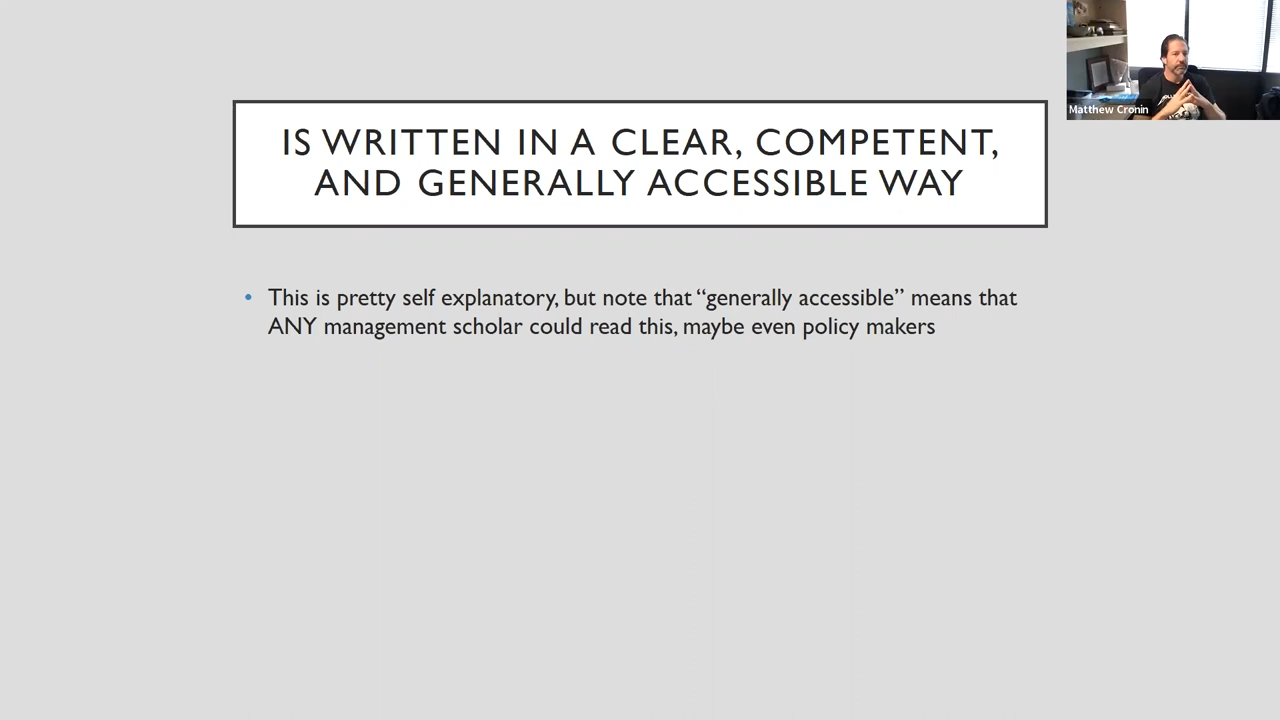 IS WRITTEN IN A CLEAR, COMPETENT,
AND GENERALLY ACCESSIBLE WAY
• This is pretty self explanatory, but note that “generally accessible” means that
ANY management scholar could read this, maybe even policy makers
Matthew Cronin